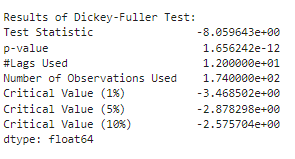 Results of Dickey-Fuller Test:
Test Statistic -8.059643e+00
p-value 1.656242e-12
#Lags Used 1.200000e+01
Number of Observations Used 1.740000e+02
Critical Value (1%) -3.468502e+00
Critical Value (5%) -2.878298e+00
Critical Value (10%) -2.575704e+00
dtype: float64